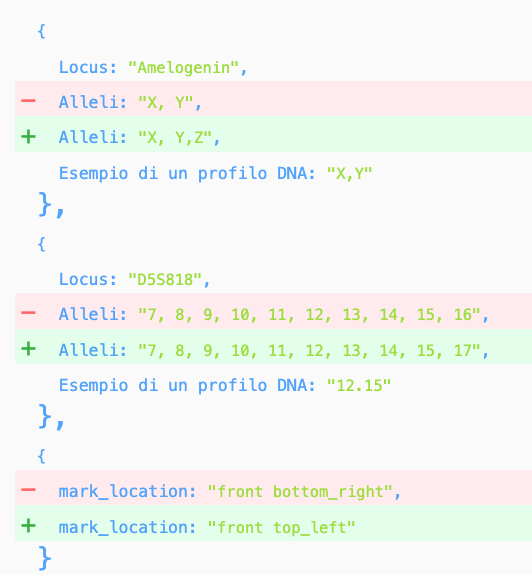 {
Locus: "Amelogenin",
− Alleli: "X, Y",
+ Alleli: "X, Y,Z",
Esempio di un profilo DNA: "X,Y"
},
{
Locus: "D5S818",
− Alleli: "7, 8, 9, 10, 11, 12, 13, 14, 15, 16",
+ Alleli: "7, 8, 9, 10, 11, 12, 13, 14, 15, 17",
Esempio di un profilo DNA: "12.15"
},
{
− mark_location: "front bottom_right",
+ mark_location: "front top_left"
}